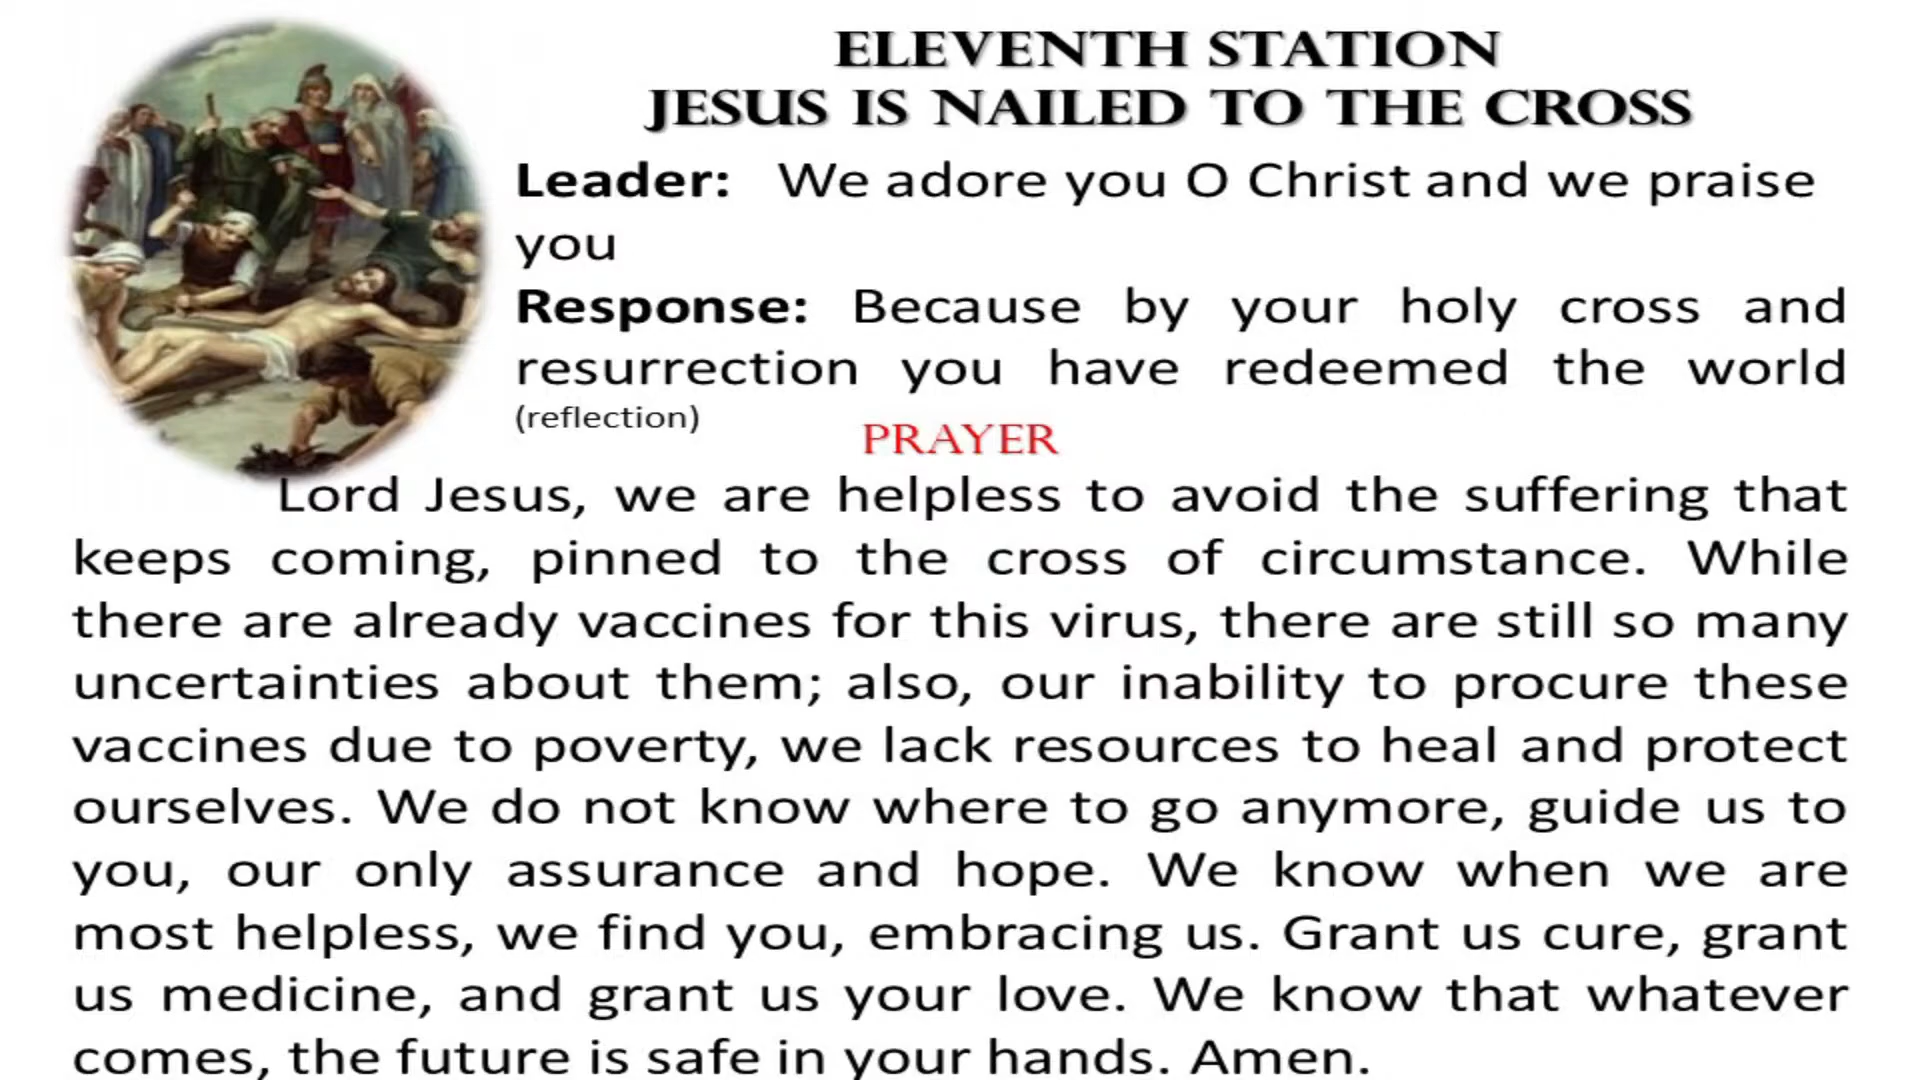 ELEVENTH STATION
JESUS IS NAILED TO THE CROSS
Leader: We adore you O Christ and we praise
you
Response: Because by your holy cross and
resurrection you have redeemed the world
(reflection)
PRAYER
Lord Jesus, we are helpless to avoid the suffering that
keeps coming, pinned to the cross of circumstance. While
there are already vaccines for this virus, there are still so many
uncertainties about them; also, our inability to procure these
vaccines due to poverty, we lack resources to heal and protect
ourselves. We do not know where to go anymore, guide us to
you, our only assurance and hope. We know when we are
most helpless, we find you, embracing us. Grant us cure, grant
us medicine, and grant us your love. We know that whatever
comes, the future is safe in your hands. Amen.